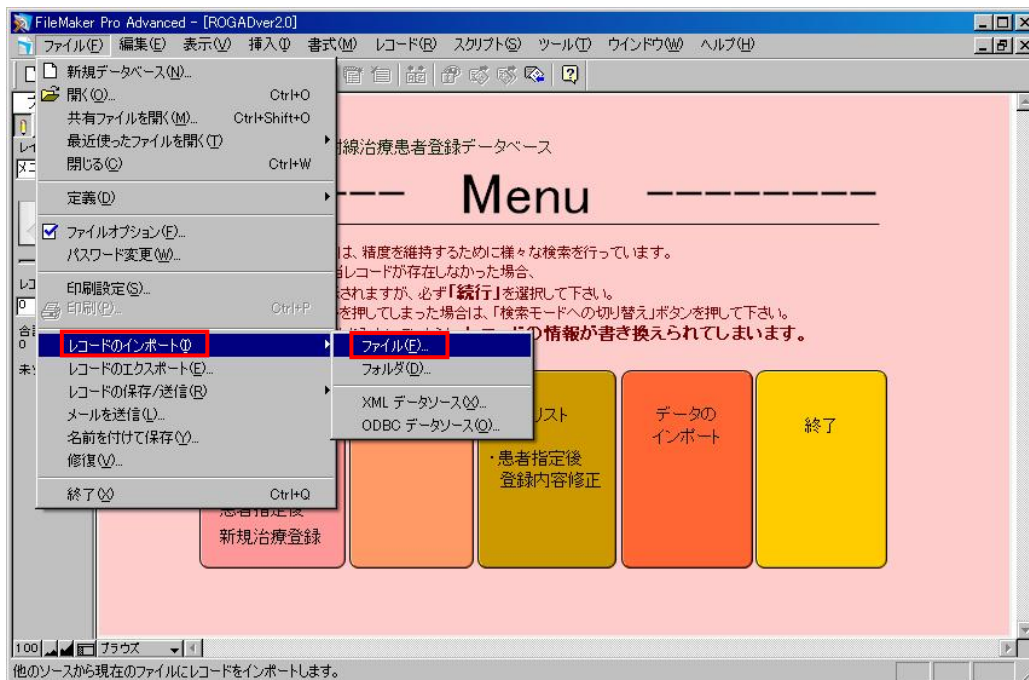 FileMaker Pro Advanced - [ROGADver2.0]
ファイル(F) 編集(E) 表示(V) 挿入(I) 書式(M) レコード(R) スクリプト(S) ツール(T) ウインドウ(W) ヘルプ(H)
新規データベース(N)...
開く(O)... Ctrl+O
共有ファイルを開く(M)... Ctrl+Shift+O
最近使ったファイルを開く(T)
閉じる(C) Ctrl+W
定義(D)
ファイルオプション(F)...
パスワード変更(W)...
印刷設定(S)...
印刷(P)... Ctrl+P
レコードのインポート(I)
レコードのエクスポート(E)...
レコードの保存/送信(R)
メールを送信(L)...
名前を付けて保存(Y)...
修復(V)...
終了(X) Ctrl+Q
ファイル(F)...
フォルダ(D)...
XML データソース(X)...
ODBC データソース(O)...
線治療患者登録データベース
Menu
は、精度を維持するために様々な検索を行っています。
レコードが存在しなかった場合、
されますが、必ず「続行」を選択して下さい。
を押してしまった場合は、「検索モードへの切り替え」ボタンを押して下さい。
の情報が書き換えられてしまいます。
患者指定後
新規治療登録
リスト
・患者指定後
登録内容修正
データの
インポート
終了
100 ブラウズ
他のソースから現在のファイルにレコードをインポートします。